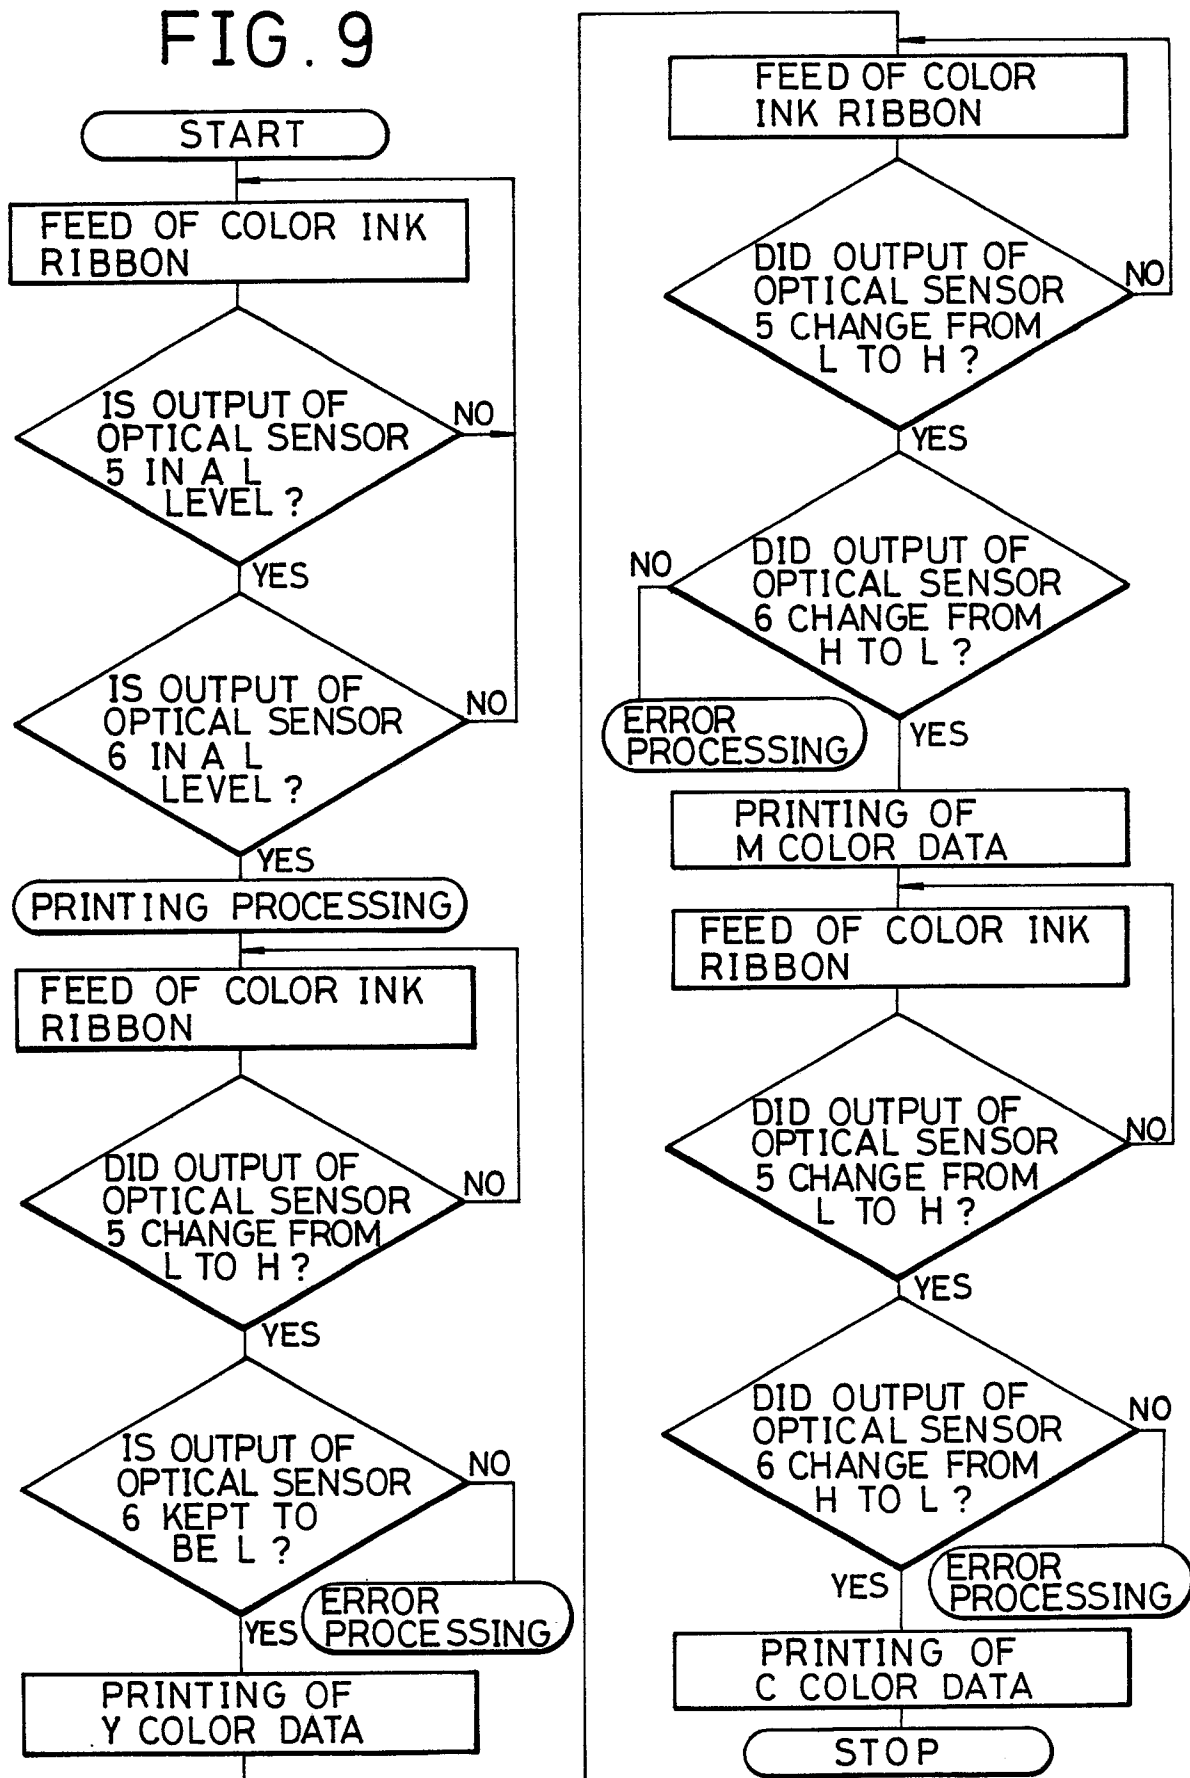 FIG. 9
START
FEED OF COLOR INK
RIBBON
IS OUTPUT OF
OPTICAL SENSOR
5 IN A L
LEVEL ?
NO
YES
IS OUTPUT OF
OPTICAL SENSOR
6 IN A L
LEVEL ?
NO
YES
PRINTING PROCESSING
FEED OF COLOR INK
RIBBON
DID OUTPUT OF
OPTICAL SENSOR
5 CHANGE FROM
L TO H ?
NO
YES
IS OUTPUT OF
OPTICAL SENSOR
6 KEPT TO
BE L ?
NO
ERROR
PROCESSING
YES
PRINTING OF
Y COLOR DATA
FEED OF COLOR
INK RIBBON
DID OUTPUT OF
OPTICAL SENSOR
5 CHANGE FROM
L TO H ?
NO
YES
DID OUTPUT OF
OPTICAL SENSOR
6 CHANGE FROM
H TO L ?
NO
ERROR
PROCESSING
YES
PRINTING OF
M COLOR DATA
FEED OF COLOR INK
RIBBON
DID OUTPUT OF
OPTICAL SENSOR
5 CHANGE FROM
L TO H ?
NO
YES
DID OUTPUT OF
OPTICAL SENSOR
6 CHANGE FROM
H TO L ?
NO
ERROR
PROCESSING
YES
PRINTING OF
C COLOR DATA
STOP